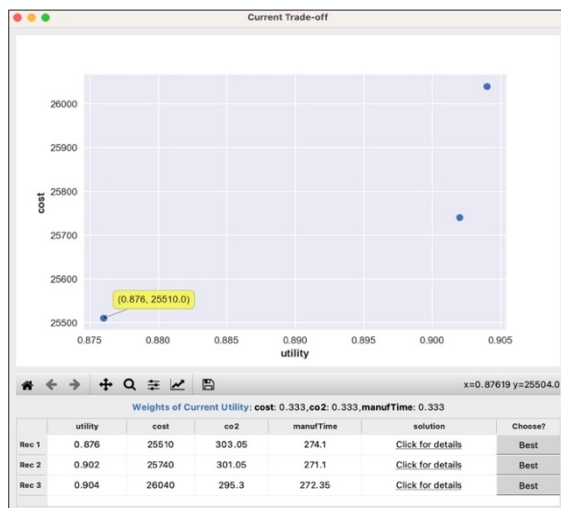 Current Trade-off
26000
25900
25800
25700
25600
25500
cost
(0.876, 25510.0)
0.875 0.880 0.885 0.890 0.895 0.900 0.905
utility
x=0.87619 y=25504.0
Weights of Current Utility: cost: 0.333,co2: 0.333,manufTime: 0.333
utility cost co2 manufTime solution Choose?
Rec 1 0.876 25510 303.05 274.1 Click for details Best
Rec 2 0.902 25740 301.05 271.1 Click for details Best
Rec 3 0.904 26040 295.3 272.35 Click for details Best